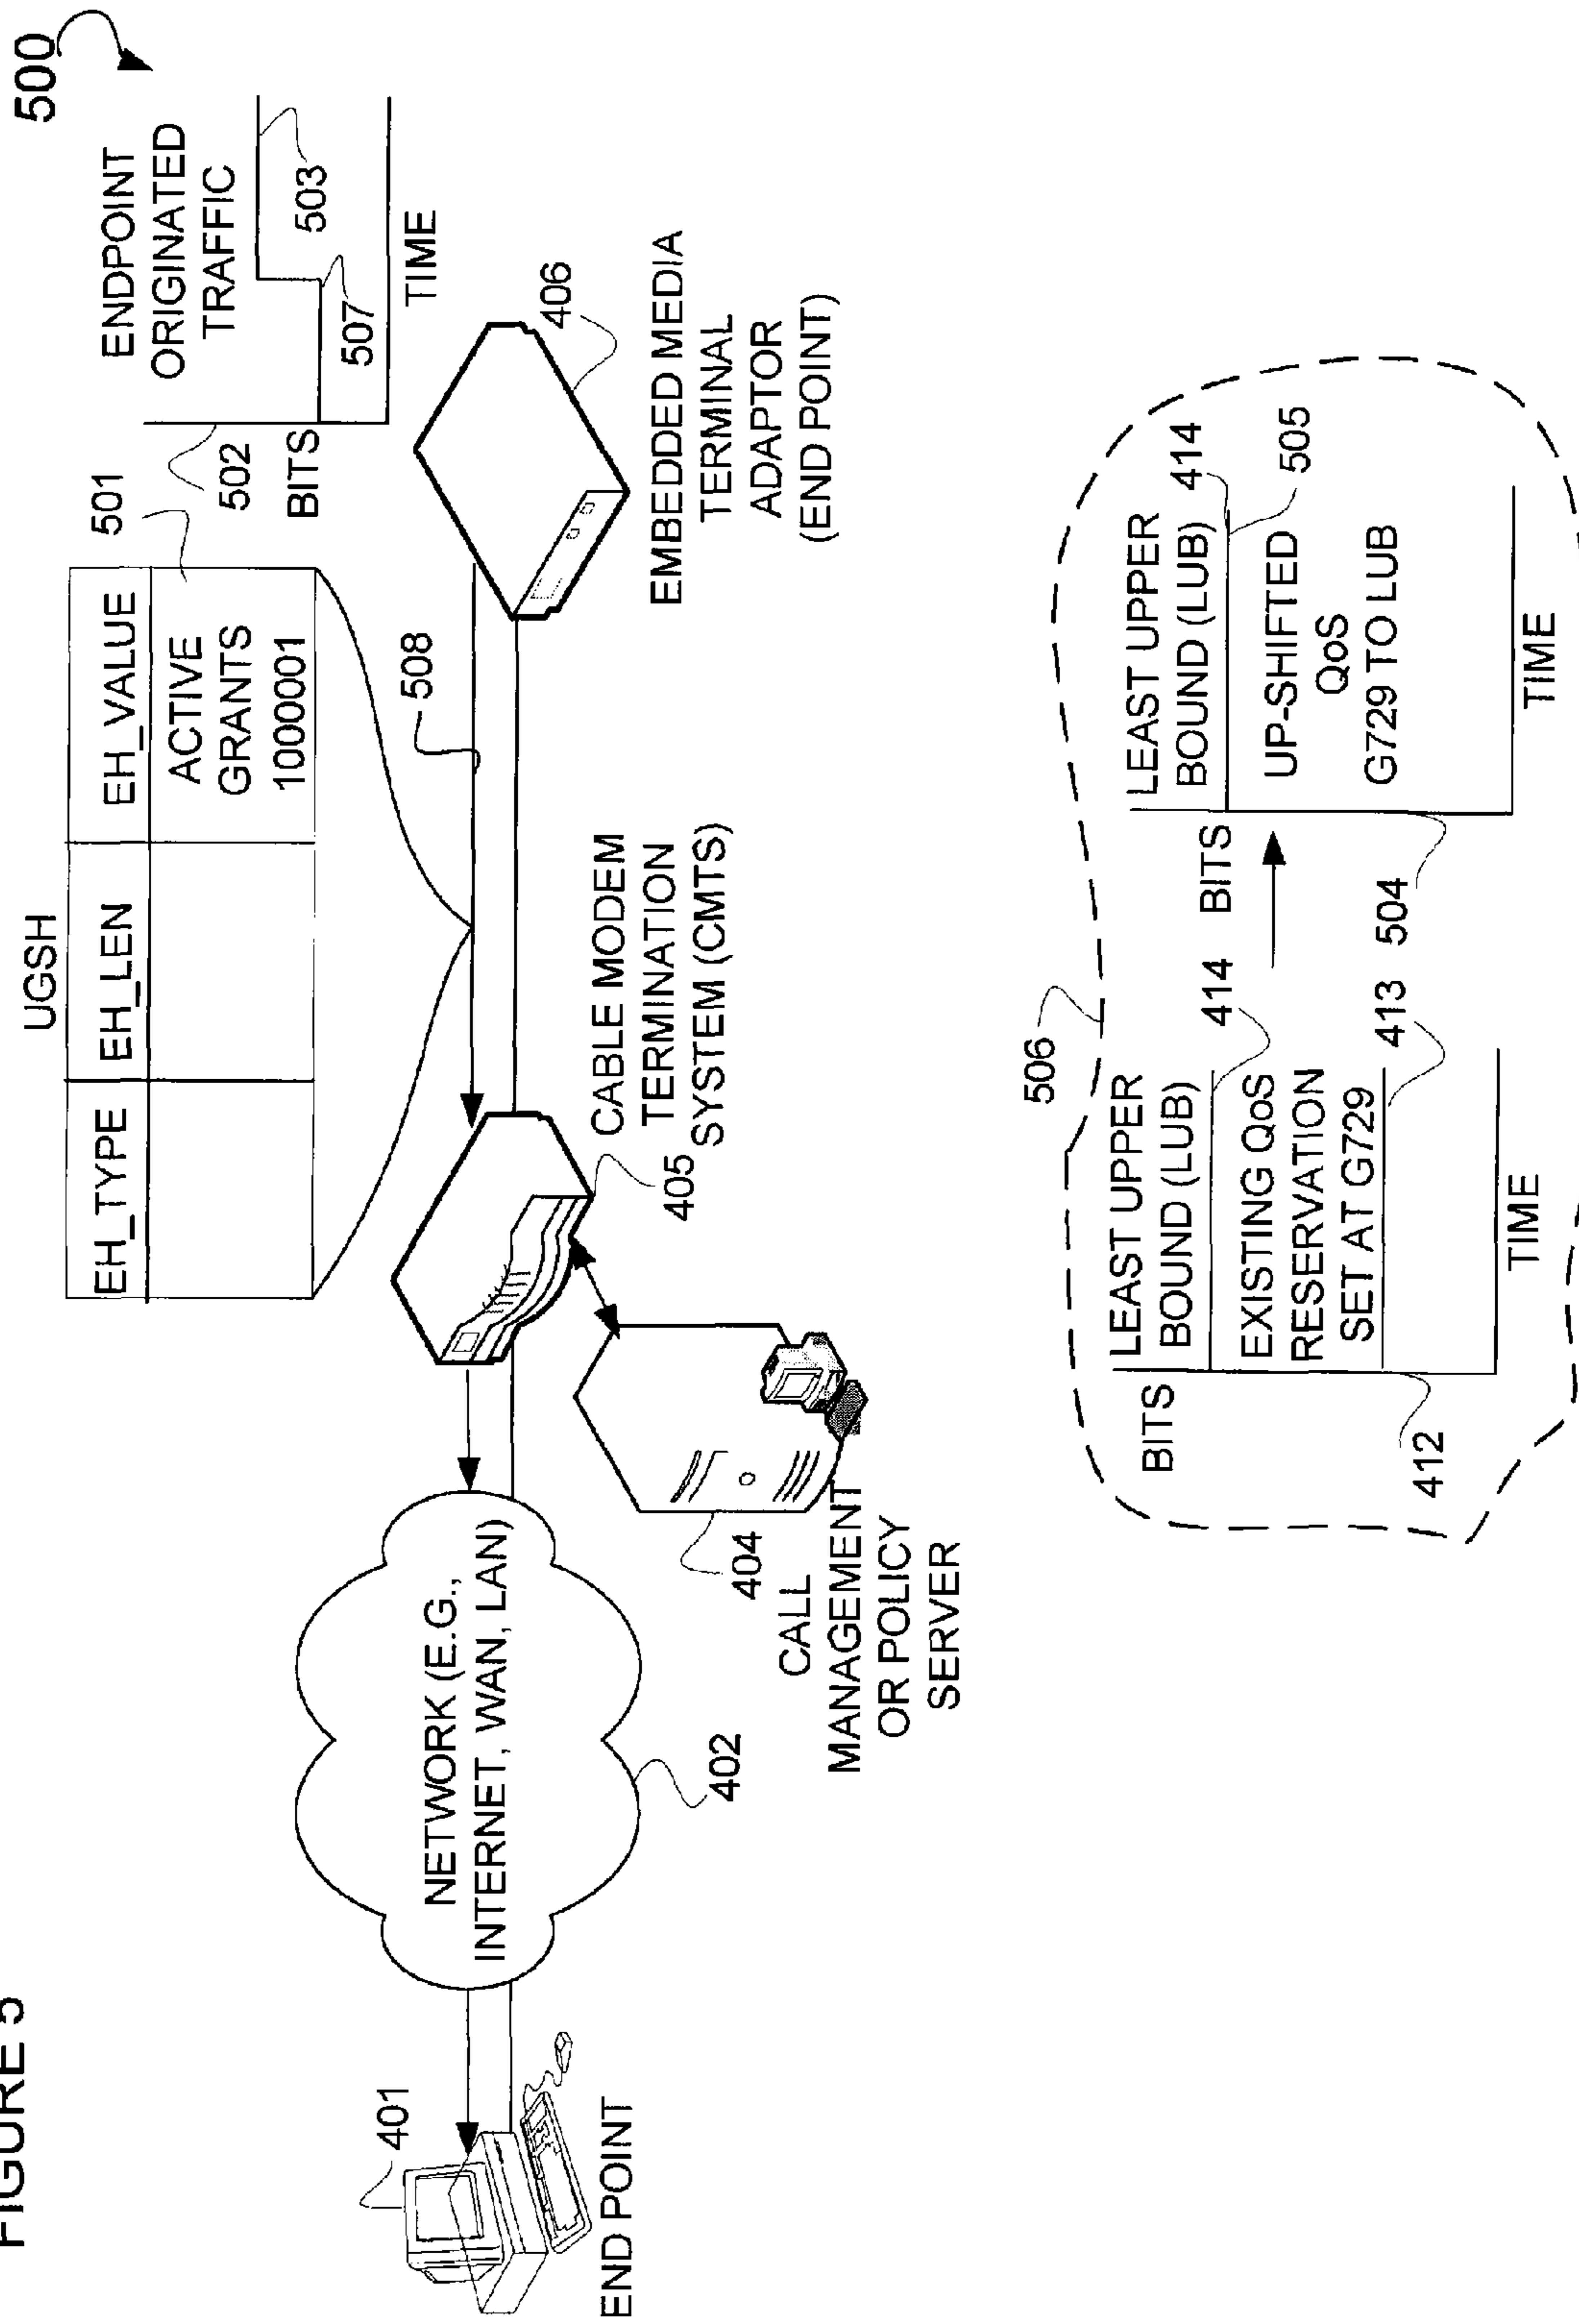 FIGURE 5
500
UGSH
EH_TYPE
EH_LEN
EH_VALUE
ACTIVE
GRANTS
1000001
501
ENDPOINT
ORIGINATED
TRAFFIC
502
BITS
507
503
TIME
401
END POINT
NETWORK (E.G.,
INTERNET, WAN, LAN)
402
404
CALL
MANAGEMENT
OR POLICY
SERVER
405
CABLE MODEM
TERMINATION
SYSTEM (CMTS)
508
406
EMBEDDED MEDIA
TERMINAL
ADAPTOR
(END POINT)
506
BITS
LEAST UPPER
BOUND (LUB)
414
EXISTING QoS
RESERVATION
SET AT G729
413
412
TIME
BITS
LEAST UPPER
BOUND (LUB)
414
505
UP-SHIFTED
QoS
G729 TO LUB
504
TIME